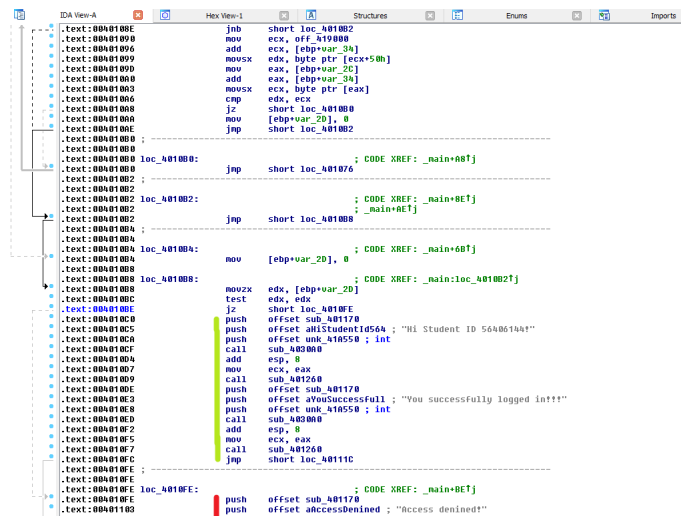 IDA View-A Hex View-1 Structures Enums Imports
.text:0040108E jnb short loc_4010B2
.text:00401090 mov ecx, off_419000
.text:00401096 add ecx, [ebp+var_34]
.text:00401099 movsx edx, byte ptr [ecx+50h]
.text:0040109D mov eax, [ebp+var_2C]
.text:004010A0 add eax, [ebp+var_34]
.text:004010A3 movsx ecx, byte ptr [eax]
.text:004010A6 cmp edx, ecx
.text:004010A8 jz short loc_4010B0
.text:004010AA mov [ebp+var_2D], 0
.text:004010AE jmp short loc_4010B2
.text:004010B0 ; ---------------------------------------------------------------------------
.text:004010B0
.text:004010B0 loc_4010B0: ; CODE XREF: _main+A8↑j
.text:004010B0 jmp short loc_401076
.text:004010B2 ; ---------------------------------------------------------------------------
.text:004010B2
.text:004010B2 loc_4010B2: ; CODE XREF: _main+8E↑j
.text:004010B2 ; _main+AE↑j
.text:004010B2 jmp short loc_4010B8
.text:004010B4 ; ---------------------------------------------------------------------------
.text:004010B4
.text:004010B4 loc_4010B4: ; CODE XREF: _main+6B↑j
.text:004010B4 mov [ebp+var_2D], 0
.text:004010B8
.text:004010B8 loc_4010B8: ; CODE XREF: _main:loc_4010B2↑j
.text:004010B8 movzx edx, [ebp+var_2D]
.text:004010BC test edx, edx
.text:004010BE jz short loc_4010FE
.text:004010C0 push offset sub_401170
.text:004010C5 push offset aHiStudentId564 ; "Hi Student ID 56406144!"
.text:004010CA push offset unk_41A550 ; int
.text:004010CF call sub_4030A0
.text:004010D4 add esp, 8
.text:004010D7 mov ecx, eax
.text:004010D9 call sub_401260
.text:004010DE push offset sub_401170
.text:004010E3 push offset aYouSuccessfull ; "You successfully logged in!!!"
.text:004010E8 push offset unk_41A550 ; int
.text:004010ED call sub_4030A0
.text:004010F2 add esp, 8
.text:004010F5 mov ecx, eax
.text:004010F7 call sub_401260
.text:004010FC jmp short loc_40111C
.text:004010FE ; ---------------------------------------------------------------------------
.text:004010FE
.text:004010FE loc_4010FE: ; CODE XREF: _main+BE↑j
.text:004010FE push offset sub_401170
.text:00401103 push offset aAccessDenined ; "Access denined!"